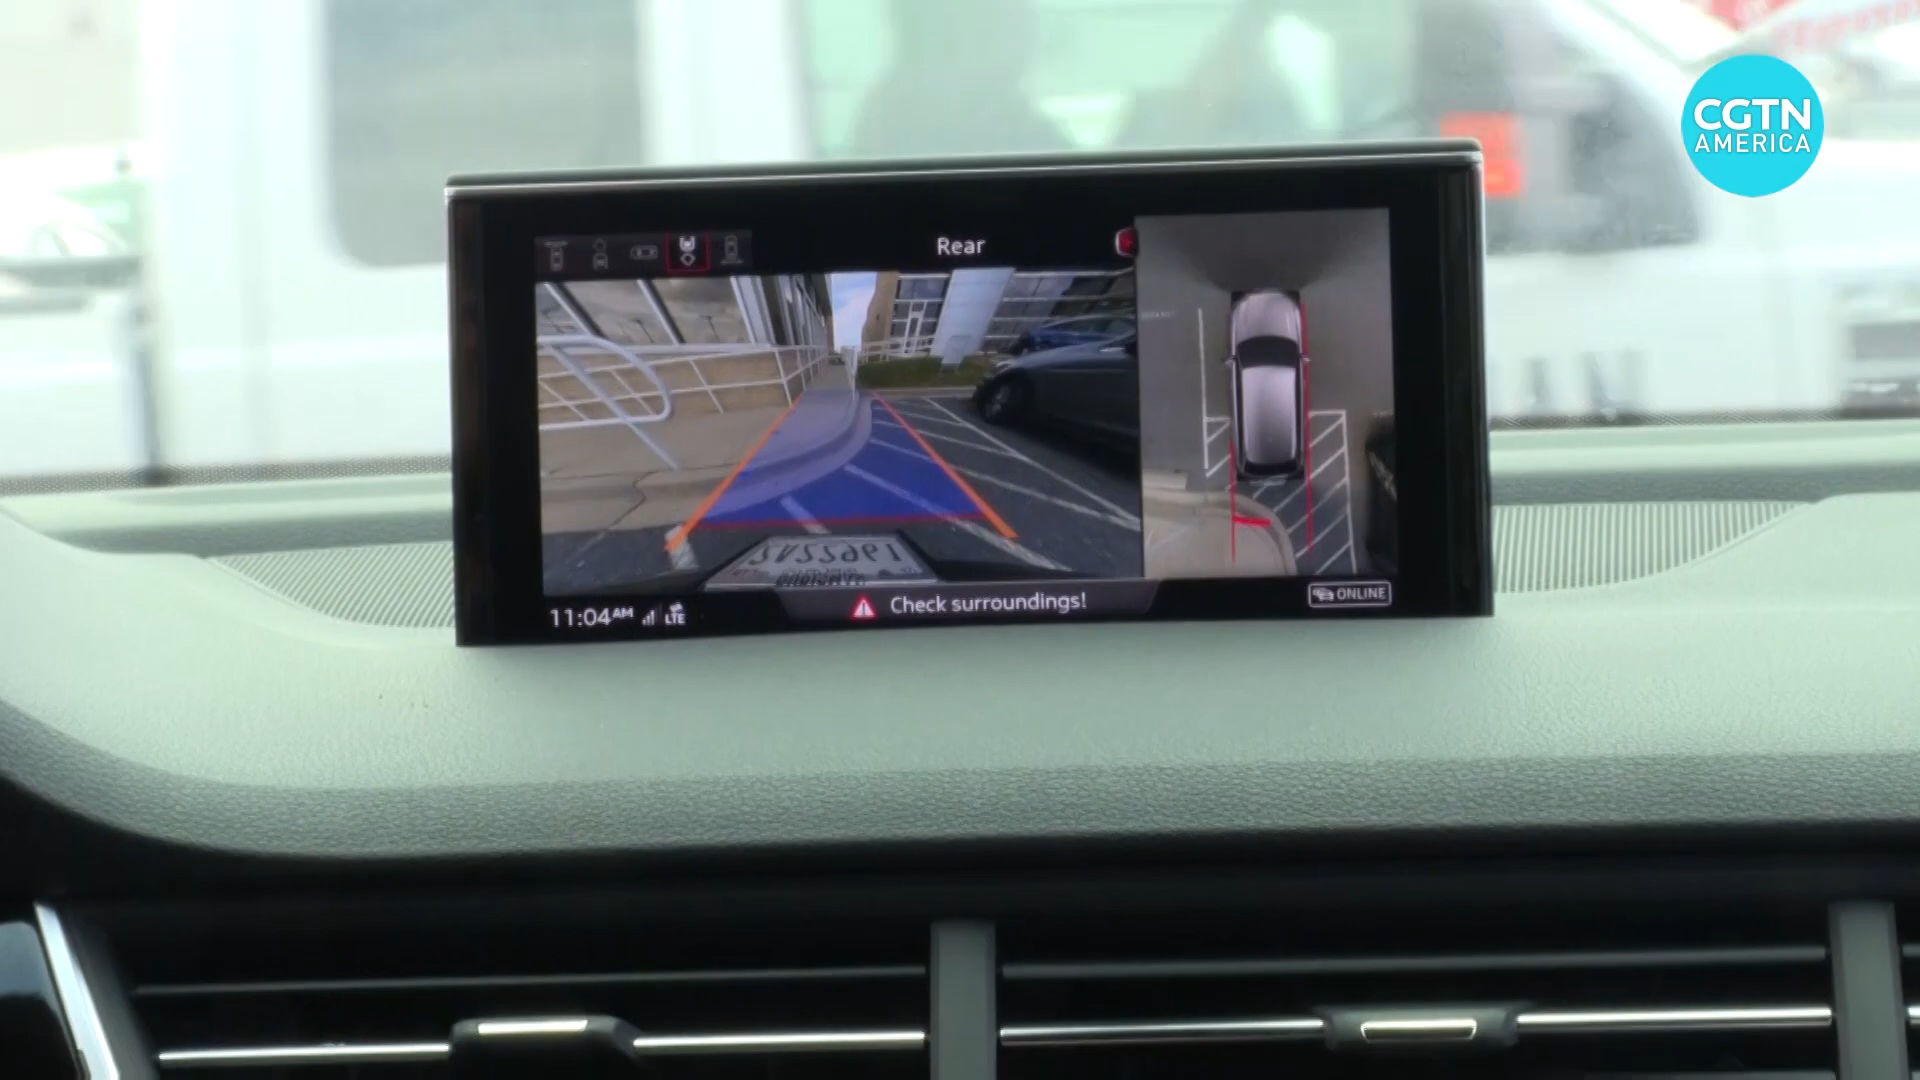 CGTN
AMERICA
Rear
11:04AM
LTE
Check surroundings!
ONLINE